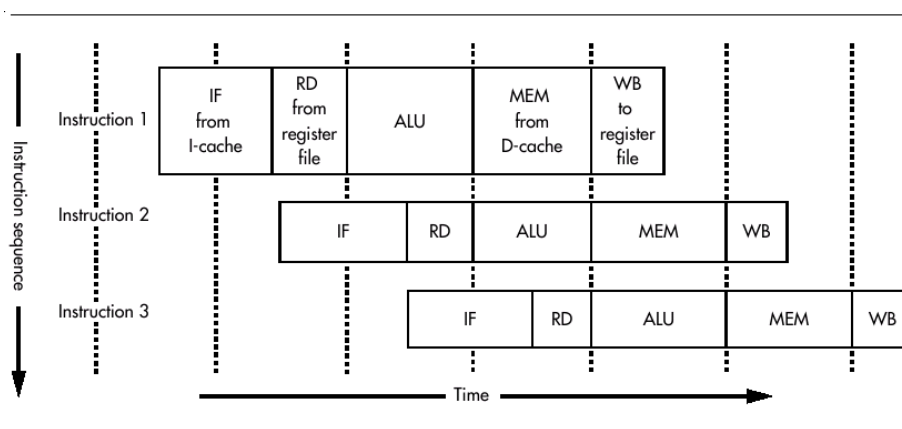 Instruction sequence
Instruction 1
IF
from
I-cache
RD
from
register
file
ALU
MEM
from
D-cache
WB
to
register
file
Instruction 2
IF
RD
ALU
MEM
WB
Instruction 3
IF
RD
ALU
MEM
WB
Time